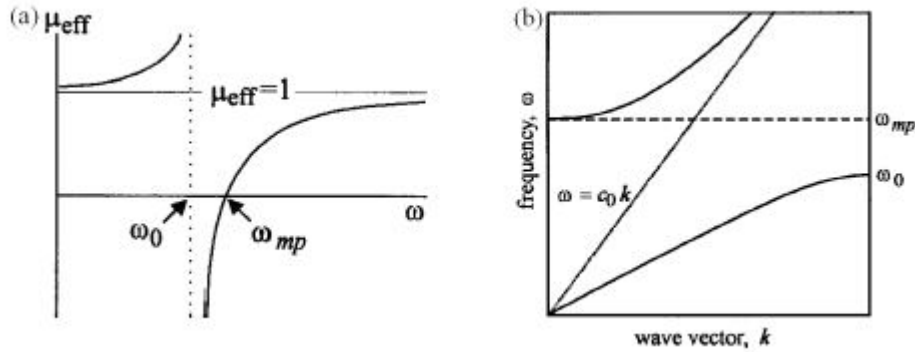 (a)
μeff
μeff=1
ω0
ωmp
ω
(b)
frequency, ω
ωmp
ω0
ω = c0 k
wave vector, k